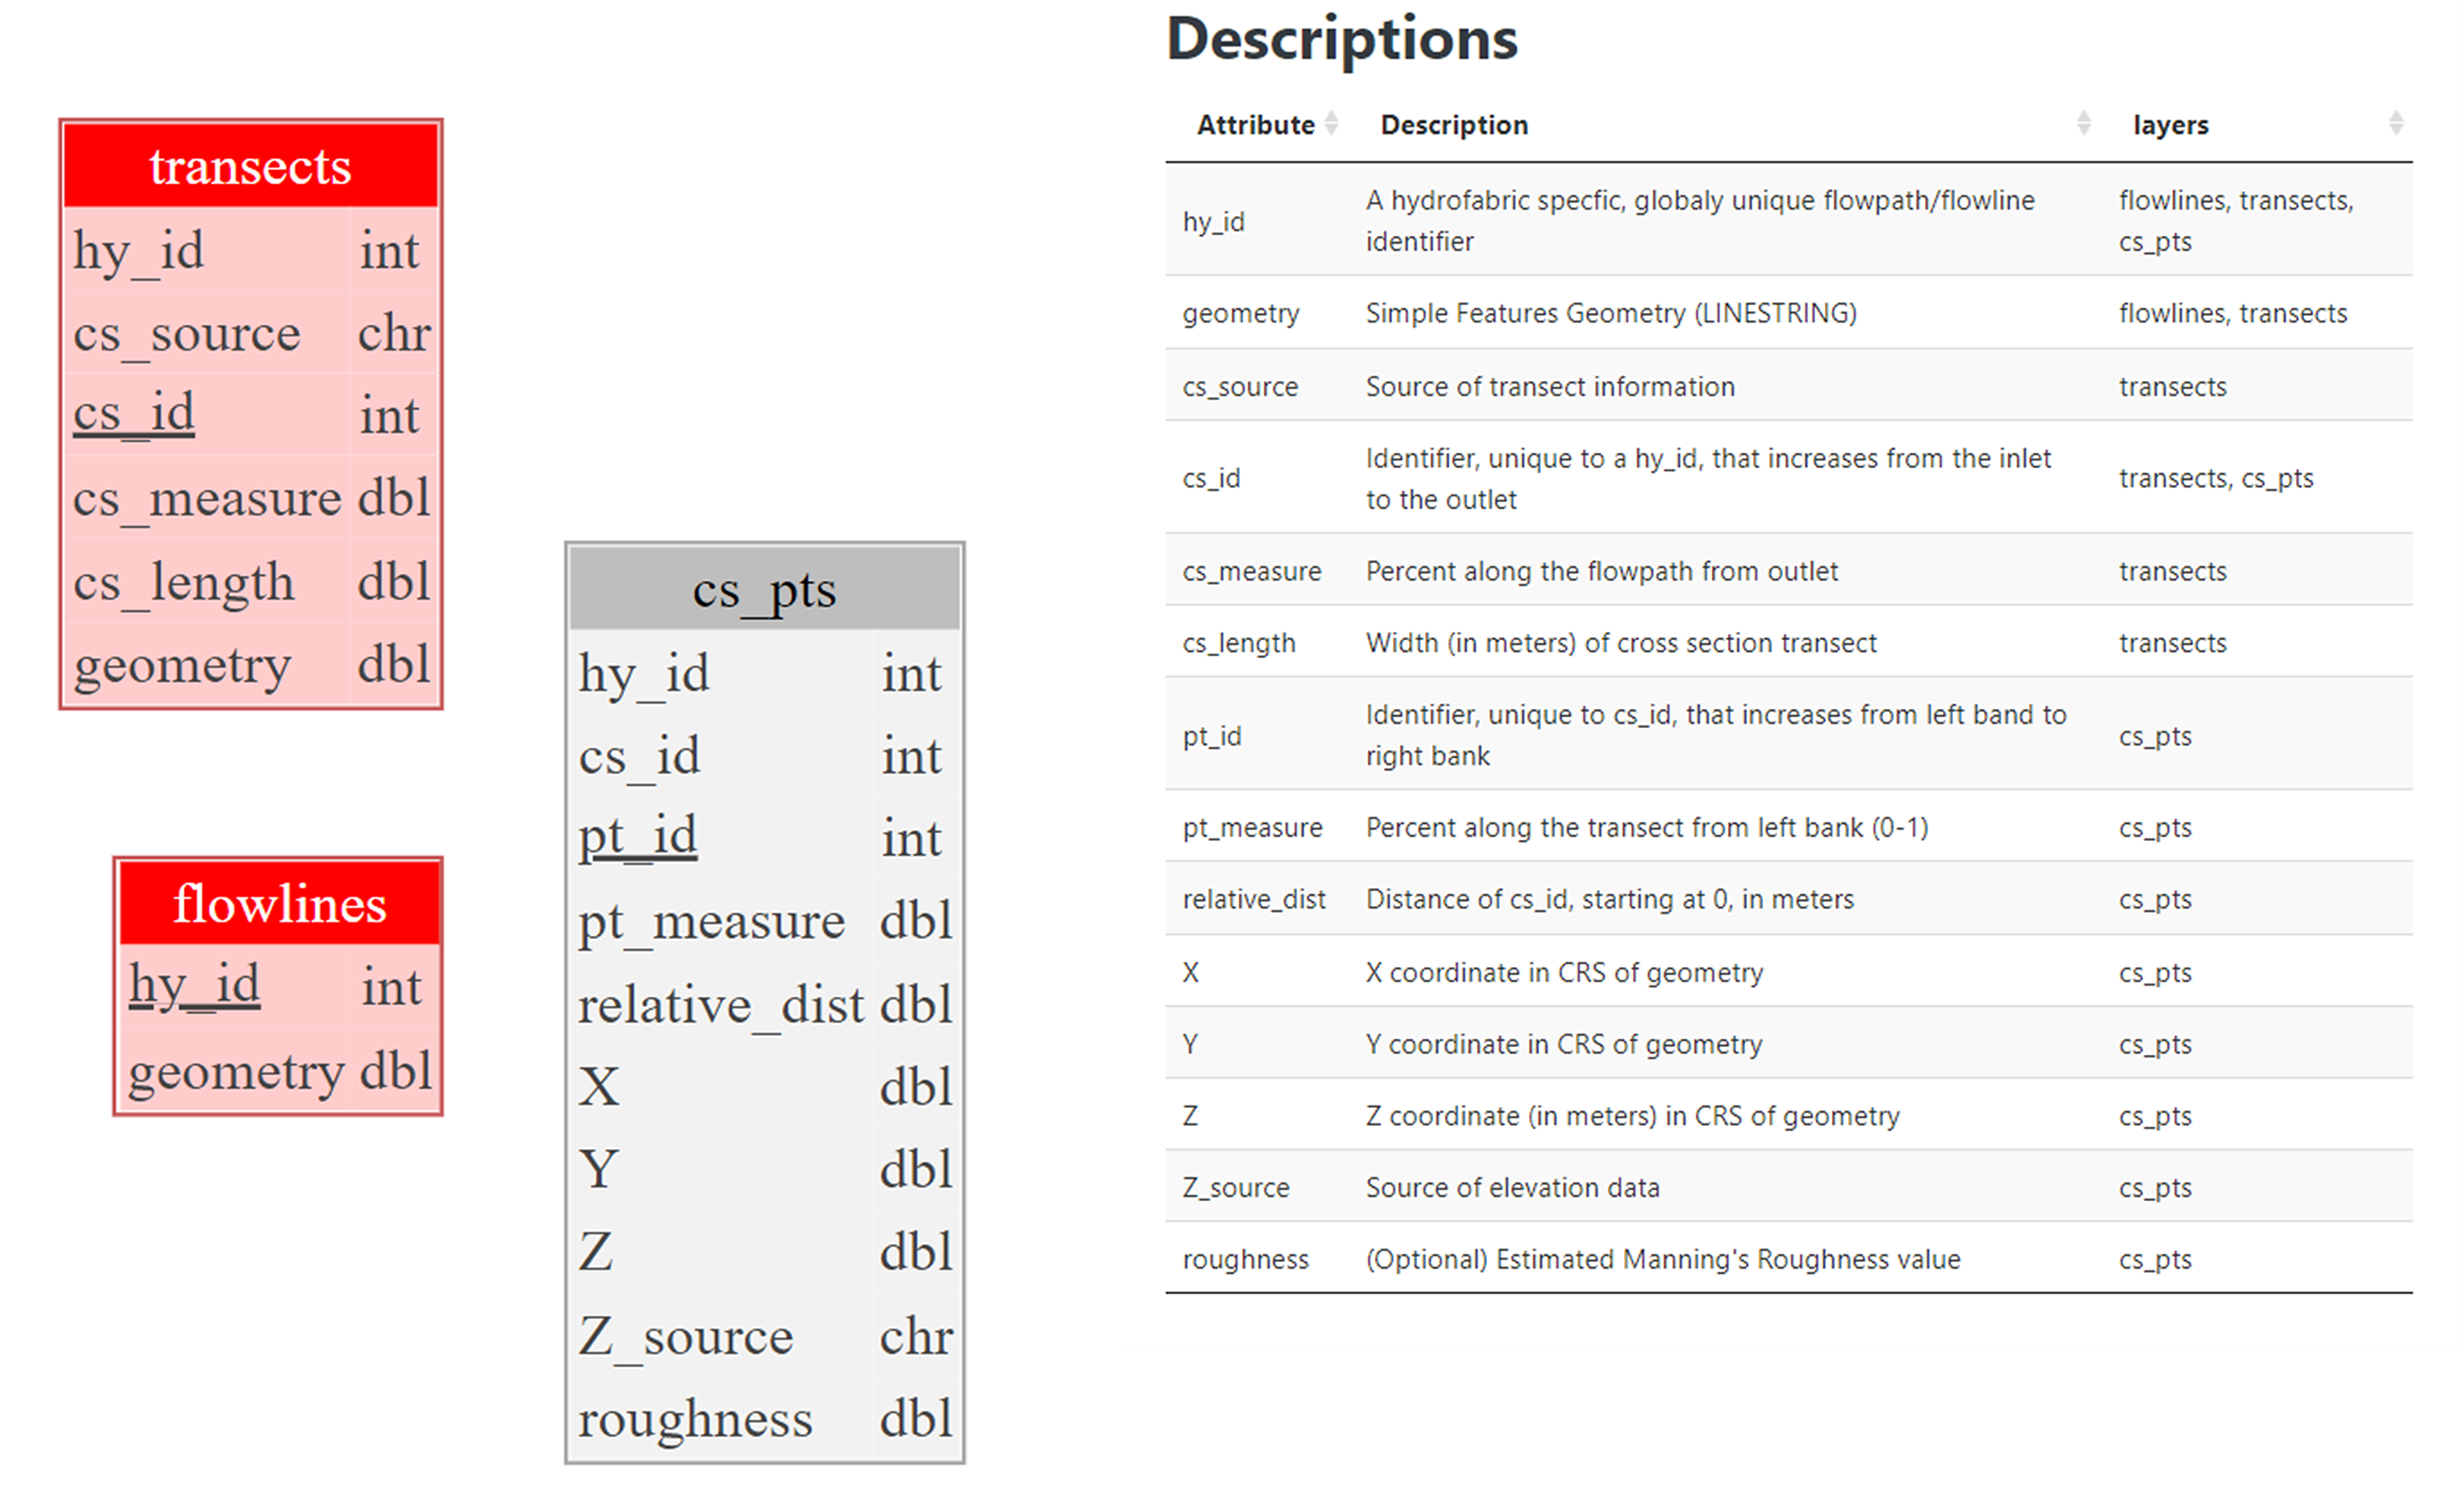 transects
hy_id int
cs_source chr
cs_id int
cs_measure dbl
cs_length dbl
geometry dbl
flowlines
hy_id int
geometry dbl
cs_pts
hy_id int
cs_id int
pt_id int
pt_measure dbl
relative_dist dbl
X dbl
Y dbl
Z dbl
Z_source chr
roughness dbl
Descriptions
Attribute Description layers
hy_id A hydrofabric specfic, globaly unique flowpath/flowline identifier flowlines, transects, cs_pts
geometry Simple Features Geometry (LINESTRING) flowlines, transects
cs_source Source of transect information transects
cs_id Identifier, unique to a hy_id, that increases from the inlet to the outlet transects, cs_pts
cs_measure Percent along the flowpath from outlet transects
cs_length Width (in meters) of cross section transect transects
pt_id Identifier, unique to cs_id, that increases from left band to right bank cs_pts
pt_measure Percent along the transect from left bank (0-1) cs_pts
relative_dist Distance of cs_id, starting at 0, in meters cs_pts
X X coordinate in CRS of geometry cs_pts
Y Y coordinate in CRS of geometry cs_pts
Z Z coordinate (in meters) in CRS of geometry cs_pts
Z_source Source of elevation data cs_pts
roughness (Optional) Estimated Manning's Roughness value cs_pts